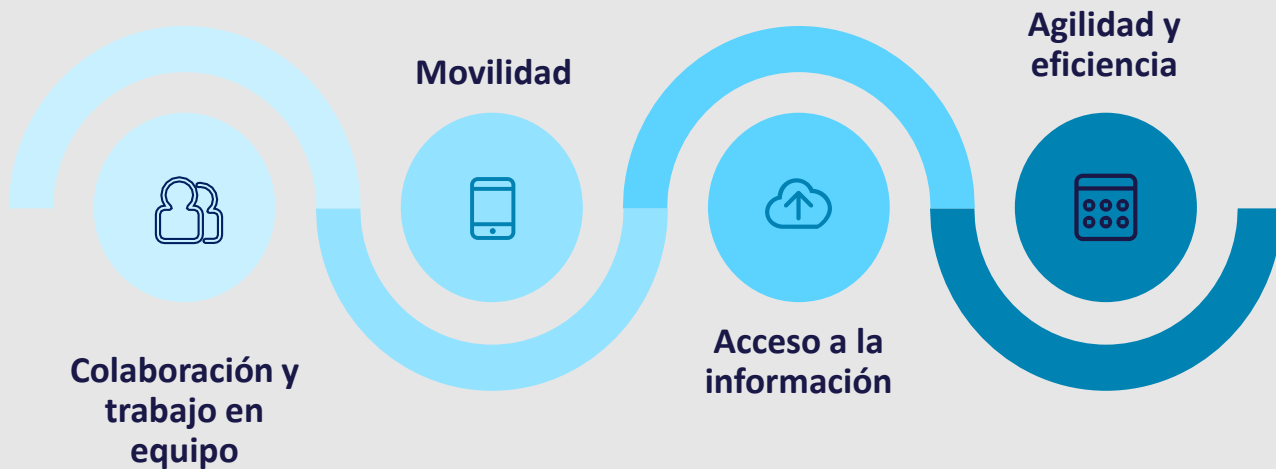 Colaboración y
trabajo en
equipo
Movilidad
Acceso a la
información
Agilidad y
eficiencia